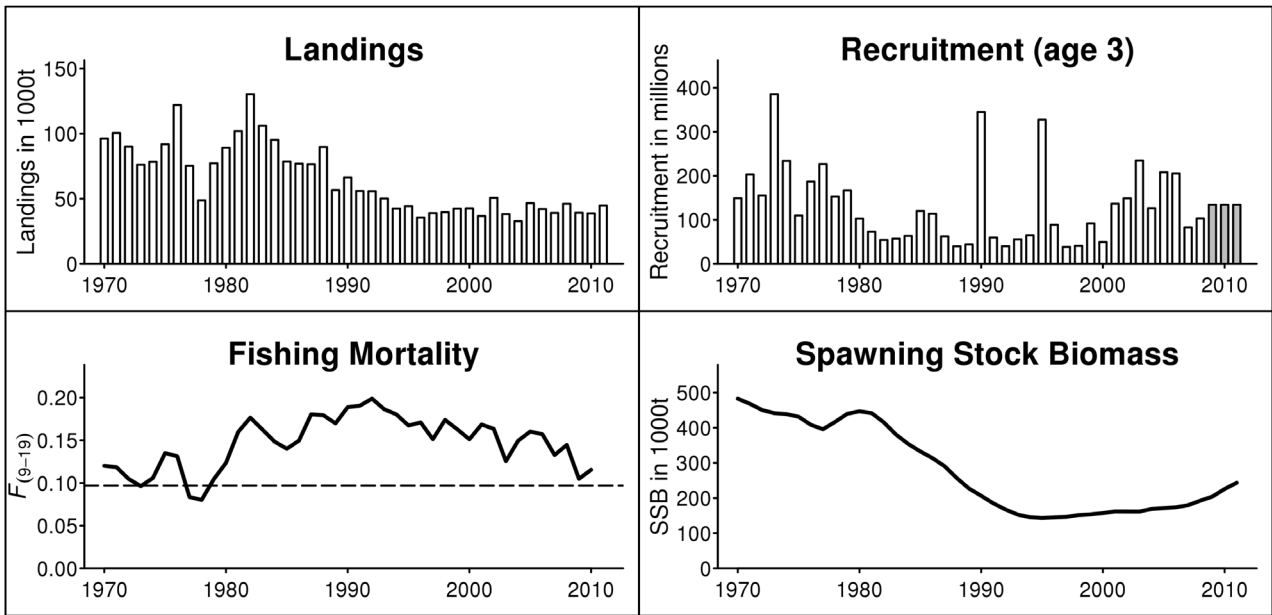 Landings
Landings in 1000t
150
100
50
0
1970 1980 1990 2000 2010
Recruitment (age 3)
Recruitment in millions
400
300
200
100
0
1970 1980 1990 2000 2010
Fishing Mortality
F(9–19)
0.20
0.15
0.10
0.05
0.00
1970 1980 1990 2000 2010
Spawning Stock Biomass
SSB in 1000t
500
400
300
200
100
0
1970 1980 1990 2000 2010